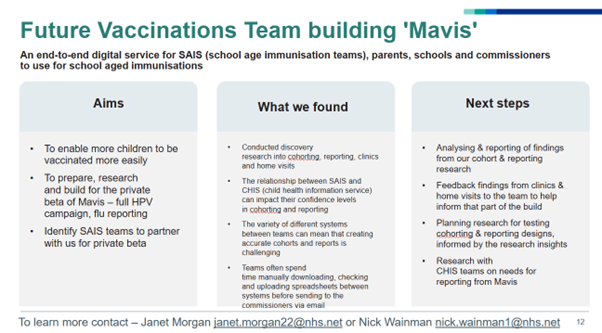 Future Vaccinations Team building 'Mavis'
An end-to-end digital service for SAIS (school age immunisation teams), parents, schools and commissioners
to use for school aged immunisations
Aims
• To enable more children to be
vaccinated more easily
• To prepare, research
and build for the private
beta of Mavis – full HPV
campaign, flu reporting
• Identify SAIS teams to partner
with us for private beta
What we found
• Conducted discovery
research into cohorting, reporting, clinics
and home visits
• The relationship between SAIS and
CHIS (child health information service)
can impact their confidence levels
in cohorting and reporting
• The variety of different systems
between teams can mean that creating
accurate cohorts and reports is
challenging
• Teams often spend
time manually downloading, checking
and uploading spreadsheets between
systems before sending to the
commissioners via email
Next steps
• Analysing & reporting of findings
from our cohort & reporting
research
• Feedback findings from clinics &
home visits to the team to help
inform that part of the build
• Planning research for testing
cohorting & reporting designs,
informed by the research insights
• Research with
CHIS teams on needs for
reporting from Mavis
To learn more contact – Janet Morgan janet.morgan22@nhs.net or Nick Wainman nick.wainman1@nhs.net
12